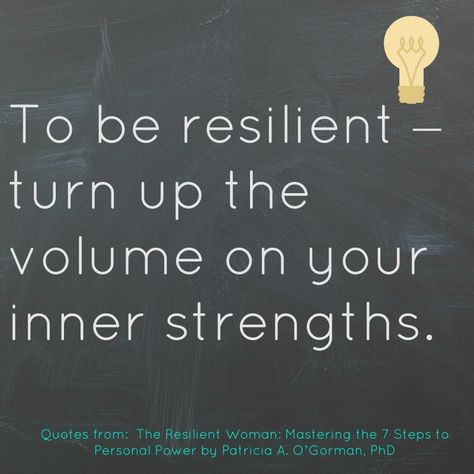 To be resilient –
turn up the
volume on your
inner strengths.
Quotes from:  The Resilient Woman: Mastering the 7 Steps to
Personal Power by Patricia A. O’Gorman, PhD